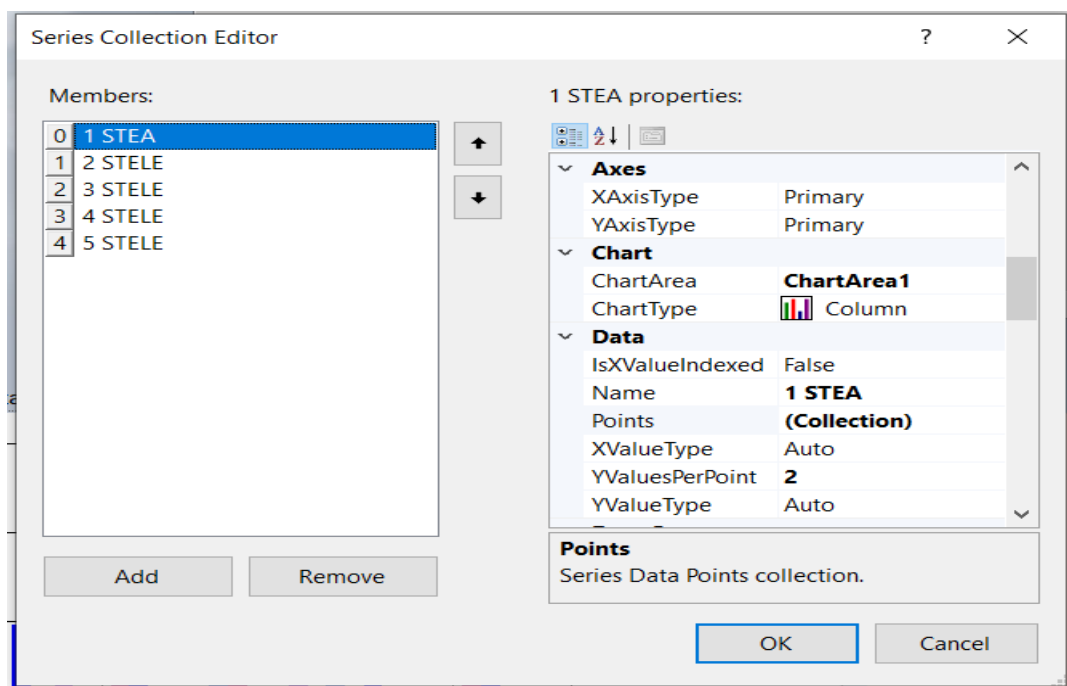 Series Collection Editor ?
Members:
0 1 STEA
1 2 STELE
2 3 STELE
3 4 STELE
4 5 STELE
Add Remove
1 STEA properties:
Axes
XAxisType Primary
YAxisType Primary
Chart
ChartArea ChartArea1
ChartType Column
Data
IsXValueIndexed False
Name 1 STEA
Points (Collection)
XValueType Auto
YValuesPerPoint 2
YValueType Auto
Points
Series Data Points collection.
OK Cancel